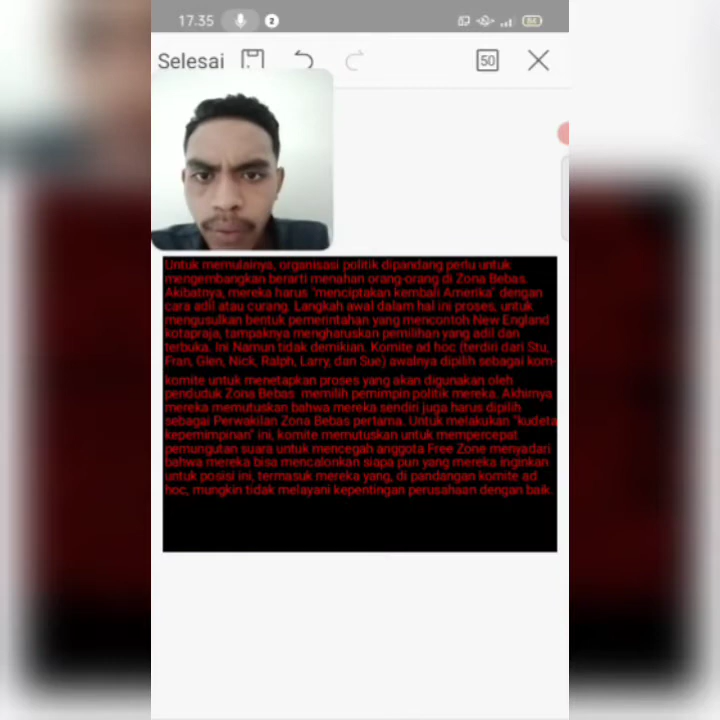 17.35
2
84
Selesai
50
Untuk memulainya, organisasi politik dipandang perlu untuk
mengembangkan berarti menahan orang-orang di Zona Bebas.
Akibatnya, mereka harus "menciptakan kembali Amerika" dengan
cara adil atau curang. Langkah awal dalam hal ini proses, untuk
mengusulkan bentuk pemerintahan yang mencontoh New England
kotapraja, tampaknya mengharuskan pemilihan yang adil dan
terbuka. Ini Namun tidak demikian. Komite ad hoc (terdiri dari Stu,
Fran, Glen, Nick, Ralph, Larry, dan Sue) awalnya dipilih sebagai kom-
komite untuk menetapkan proses yang akan digunakan oleh
penduduk Zona Bebas memilih pemimpin politik mereka. Akhirnya
mereka memutuskan bahwa mereka sendiri juga harus dipilih
sebagai Perwakilan Zona Bebas pertama. Untuk melakukan "kudeta
kepemimpinan" ini, komite memutuskan untuk mempercepat
pemungutan suara untuk mencegah anggota Free Zone menyadari
bahwa mereka bisa mencalonkan siapa pun yang mereka inginkan
untuk posisi ini, termasuk mereka yang, di pandangan komite ad
hoc, mungkin tidak melayani kepentingan perusahaan dengan baik.